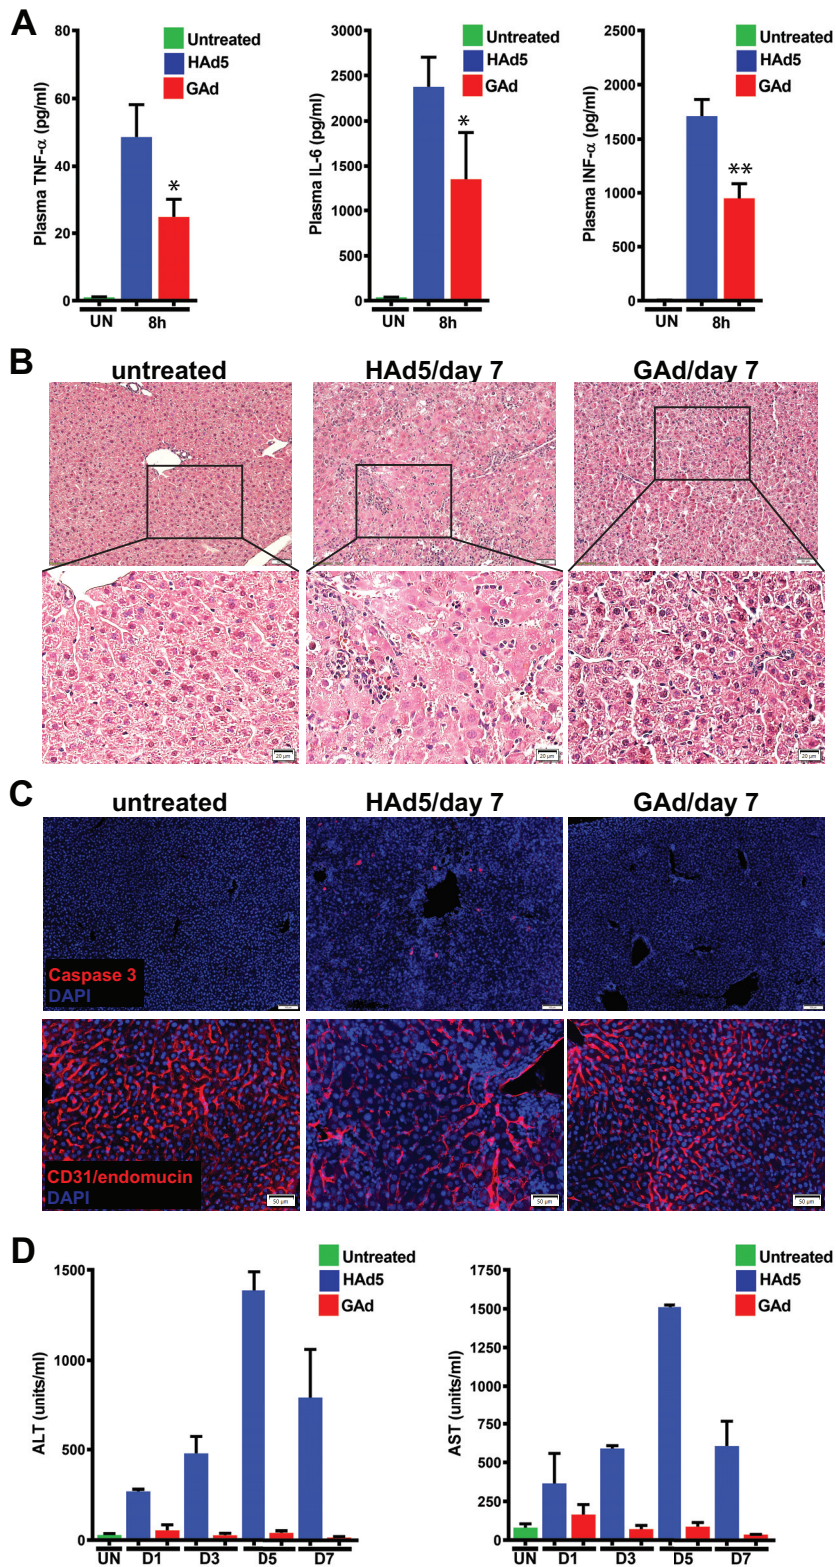 A
Plasma TNF-α (pg/ml)
80
60
40
20
0
Untreated
HAd5
GAd
*
UN
8h
Plasma IL-6 (pg/ml)
3000
2500
2000
1500
1000
500
0
Untreated
HAd5
GAd
*
UN
8h
Plasma INF-α (pg/ml)
2500
2000
1500
1000
500
0
Untreated
HAd5
GAd
**
UN
8h
B
untreated
HAd5/day 7
GAd/day 7
20 µm
20 µm
20 µm
C
untreated
HAd5/day 7
GAd/day 7
Caspase 3
DAPI
CD31/endomucin
DAPI
50 µm
50 µm
50 µm
D
ALT (units/ml)
1500
1000
500
0
Untreated
HAd5
GAd
UN D1 D3 D5 D7
AST (units/ml)
1750
1500
1250
1000
750
500
250
0
Untreated
HAd5
GAd
UN D1 D3 D5 D7